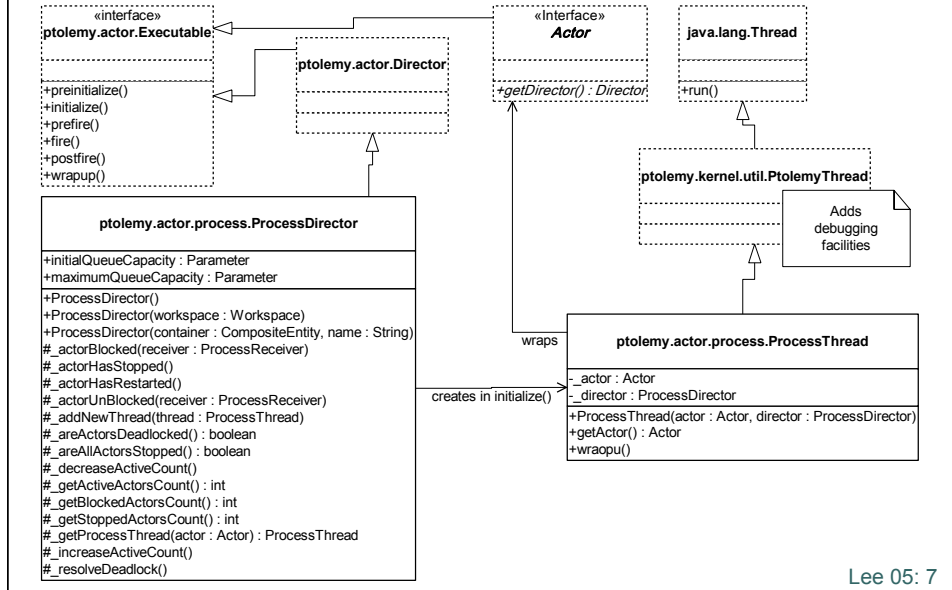 «interface»
ptolemy.actor.Executable
+preinitialize()
+initialize()
+prefire()
+fire()
+postfire()
+wrapup()
ptolemy.actor.Director
«Interface»
Actor
+getDirector() : Director
java.lang.Thread
+run()
ptolemy.kernel.util.PtolemyThread
Adds
debugging
facilities
ptolemy.actor.process.ProcessDirector
+initialQueueCapacity : Parameter
+maximumQueueCapacity : Parameter
+ProcessDirector()
+ProcessDirector(workspace : Workspace)
+ProcessDirector(container : CompositeEntity, name : String)
#_actorBlocked(receiver : ProcessReceiver)
#_actorHasStopped()
#_actorHasRestarted()
#_actorUnBlocked(receiver : ProcessReceiver)
#_addNewThread(thread : ProcessThread)
#_areActorsDeadlocked() : boolean
#_areAllActorsStopped() : boolean
#_decreaseActiveCount()
#_getActiveActorsCount() : int
#_getBlockedActorsCount() : int
#_getStoppedActorsCount() : int
#_getProcessThread(actor : Actor) : ProcessThread
#_increaseActiveCount()
#_resolveDeadlock()
wraps
creates in initialize()
ptolemy.actor.process.ProcessThread
-_actor : Actor
-_director : ProcessDirector
+ProcessThread(actor : Actor, director : ProcessDirector)
+getActor() : Actor
+wraopu()
Lee 05: 7